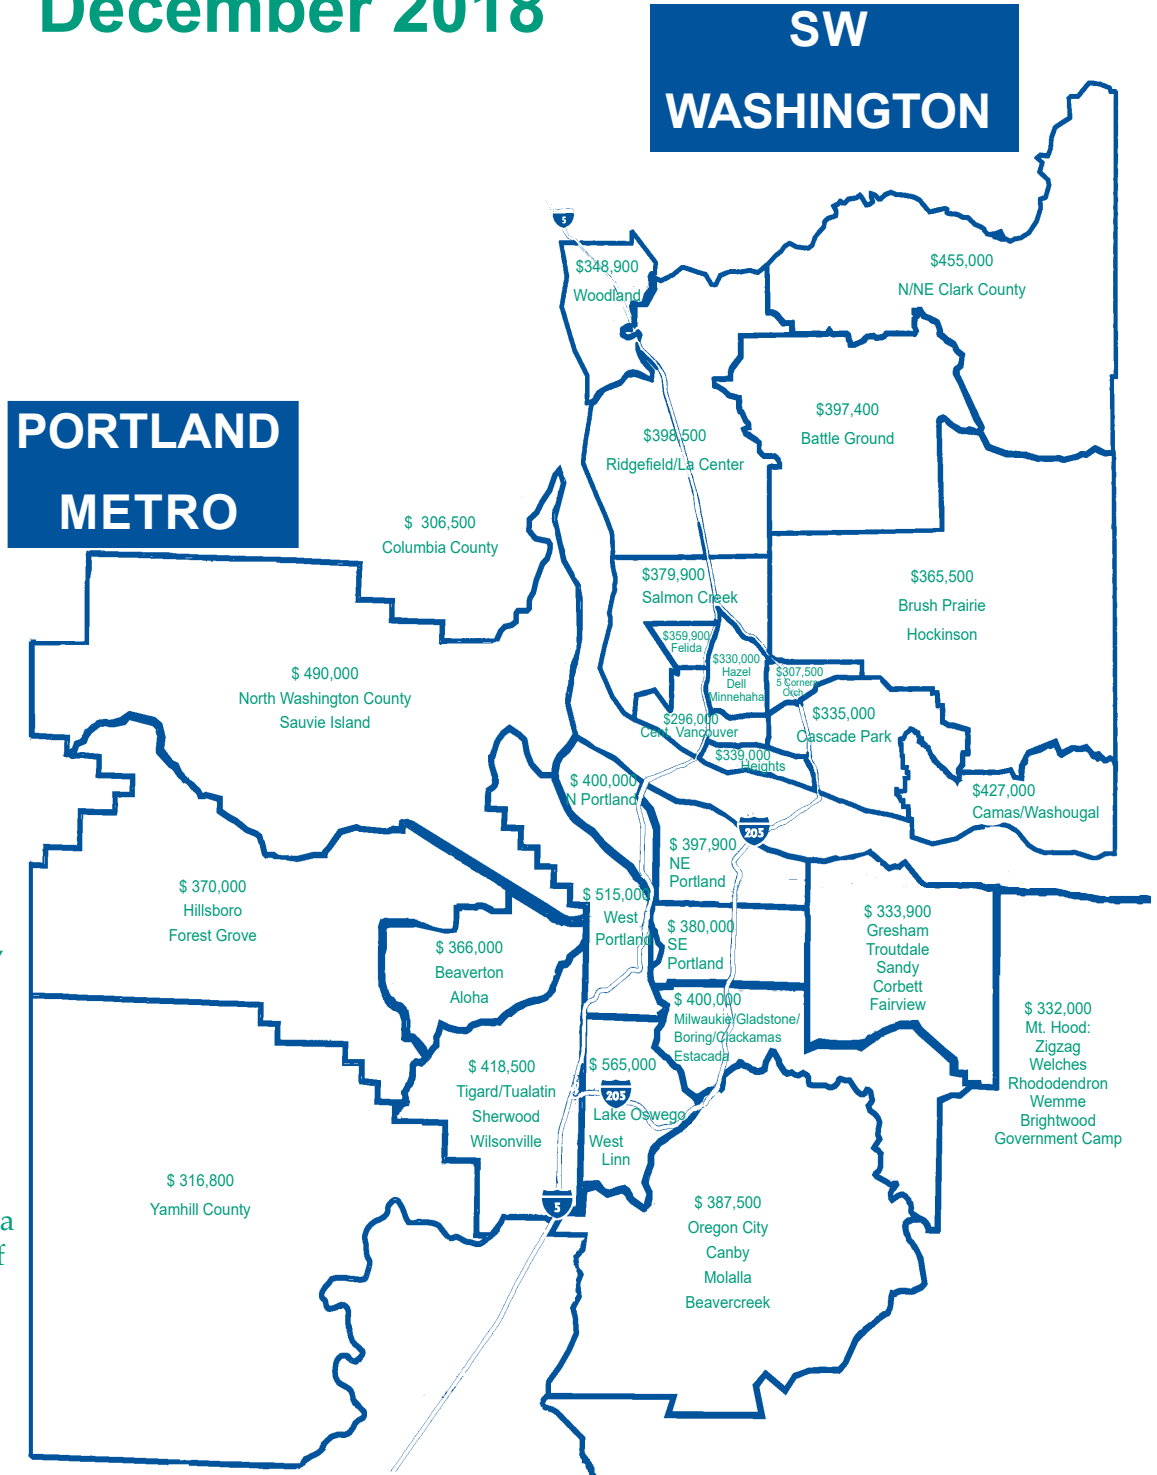 December 2018
SW
WASHINGTON
5
$348,900
Woodland
$455,000
N/NE Clark County
$397,400
Battle Ground
$398,500
Ridgefield/La Center
PORTLAND
METRO
$ 306,500
Columbia County
$379,900
Salmon Creek
$365,500
Brush Prairie
Hockinson
$359,900
Felida
$330,000
Hazel
Dell
Minnehaha
$307,500
5 Corners
Orch.
$490,000
North Washington County
Sauvie Island
$296,000
Cent. Vancouver
$335,000
Cascade Park
$339,000
Heights
$427,000
Camas/Washougal
$ 400,000
N Portland
205
$ 397,900
NE
Portland
$ 370,000
Hillsboro
Forest Grove
$ 515,000
West
Portland
$ 380,000
SE
Portland
$ 333,900
Gresham
Troutdale
Sandy
Corbett
Fairview
$ 366,000
Beaverton
Aloha
$ 400,000
Milwaukie/Gladstone/
Boring/Clackamas
Estacada
$ 332,000
Mt. Hood:
Zigzag
Welches
Rhododendron
Wemme
Brightwood
Government Camp
$ 418,500
Tigard/Tualatin
Sherwood
Wilsonville
$ 565,000
205
Lake Oswego
West
Linn
$ 316,800
Yamhill County
5
$ 387,500
Oregon City
Canby
Molalla
Beavercreek
a
f